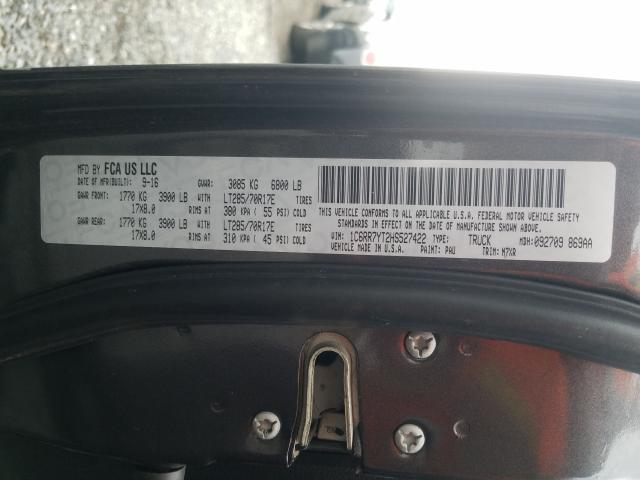 MFD BY FCA US LLC
DATE OF MFR(BUILT): 9-16 GVWR: 3085 KG 6800 LB
GAWR FRONT: 1770 KG 3900 LB LT285/70R17E TIRES
17X8.0 RIMS AT 380 KPA ( 55 PSI) COLD
GAWR REAR: 1770 KG 3900 LB LT285/70R17E TIRES
17X8.0 RIMS AT 310 KPA ( 45 PSI) COLD
THIS VEHICLE CONFORMS TO ALL APPLICABLE U.S.A. FEDERAL MOTOR VEHICLE SAFETY
STANDARDS IN EFFECT ON THE DATE OF MANUFACTURE SHOWN ABOVE.
VIN: 1C6RR7YT2HS527422 TYPE: TRUCK MDH: 092709 869AA
VEHICLE MADE IN U.S.A. PAINT: PAU TRIM: M7XR